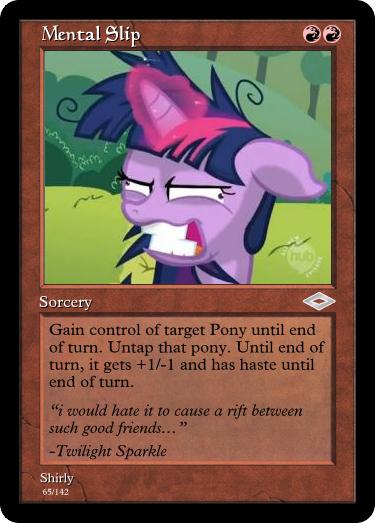 Mental Slip
Sorcery
Gain control of target Pony until end
of turn. Untap that pony. Until end of
turn, it gets +1/-1 and has haste until
end of turn.
“i would hate it to cause a rift between
such good friends...”
-Twilight Sparkle
Shirly
65/142
hub